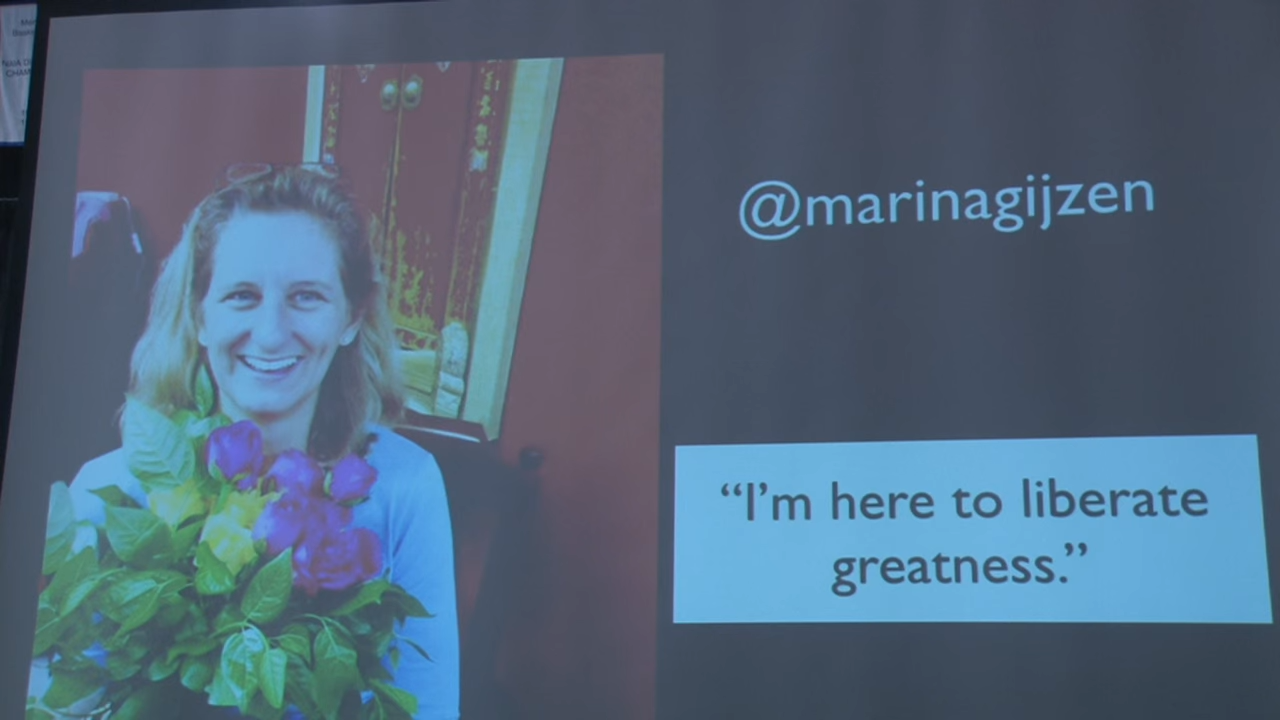 @marinagijzen
“I’m here to liberate
greatness.”